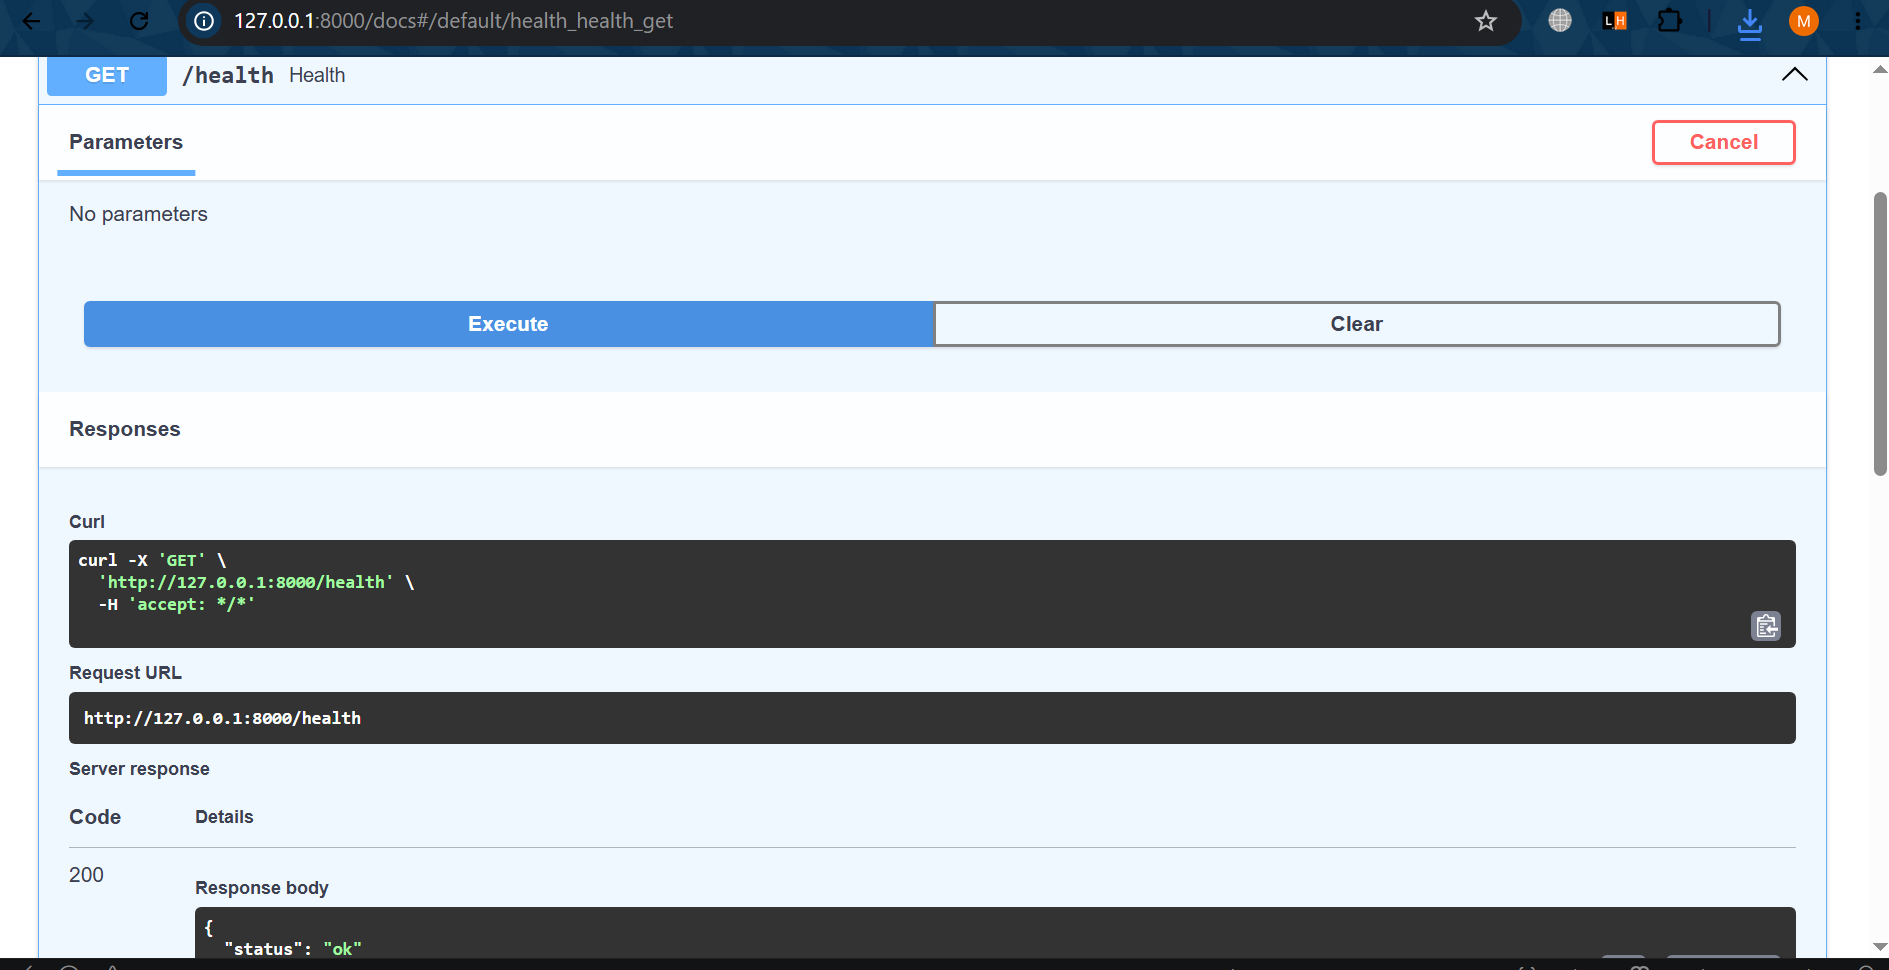 127.0.0.1:8000/docs#/default/health_health_get
LH
M
GET /health Health
Parameters
Cancel
No parameters
Execute
Clear
Responses
Curl
curl -X 'GET' \
'http://127.0.0.1:8000/health' \
-H 'accept: */*'
Request URL
http://127.0.0.1:8000/health
Server response
Code Details
200
Response body
{
"status": "ok"